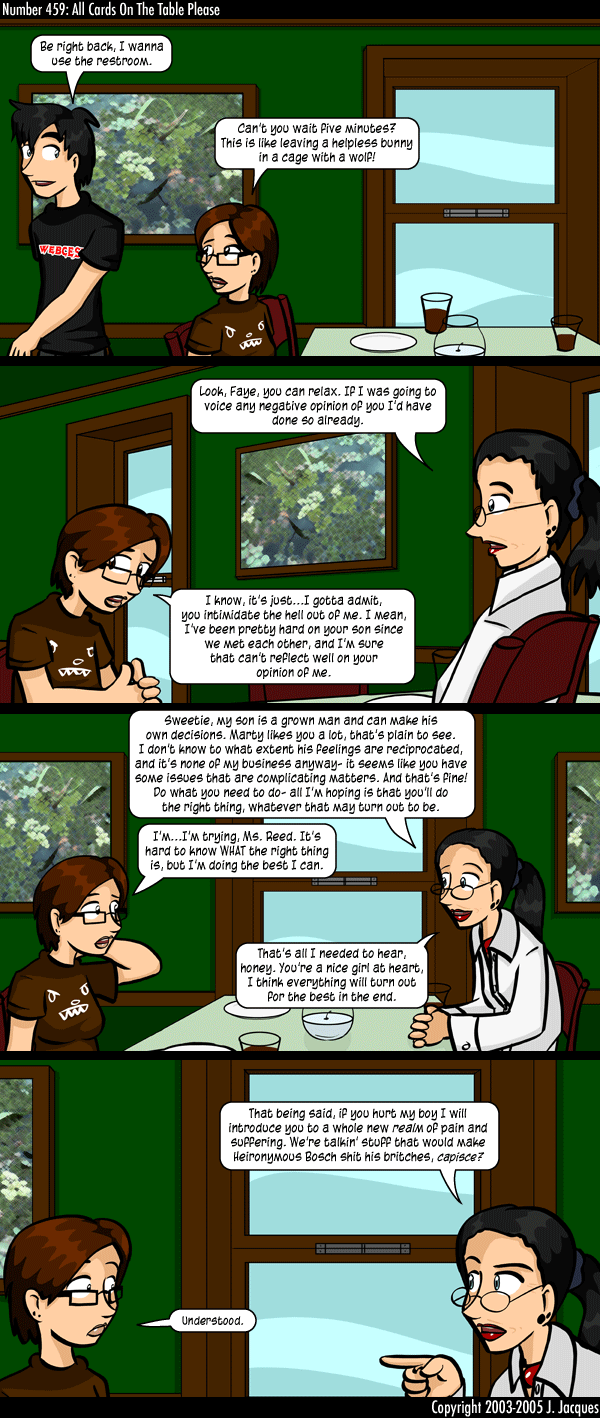 Number 459: All Cards On The Table Please
Be right back, I wanna
use the restroom.
Can't you wait five minutes?
This is like leaving a helpless bunny
in a cage with a wolf!
WEBCES
Look, Faye, you can relax. If I was going to
voice any negative opinion of you I'd have
done so already.
I know, it's just...I gotta admit,
you intimidate the hell out of me. I mean,
I've been pretty hard on your son since
we met each other, and I'm sure
that can't reflect well on your
opinion of me.
Sweetie, my son is a grown man and can make his
own decisions. Marty likes you a lot, that's plain to see.
I don't know to what extent his feelings are reciprocated,
and it's none of my business anyway- it seems like you have
some issues that are complicating matters. And that's fine!
Do what you need to do- all I'm hoping is that you'll do
the right thing, whatever that may turn out to be.
I'm...I'm trying, Ms. Reed. It's
hard to know WHAT the right thing
is, but I'm doing the best I can.
That's all I needed to hear,
honey. You're a nice girl at heart,
I think everything will turn out
for the best in the end.
That being said, if you hurt my boy I will
introduce you to a whole new realm of pain and
suffering. We're talkin' stuff that would make
Heironymous Bosch shit his britches, capisce?
Understood.
Copyright 2003-2005 J. Jacques